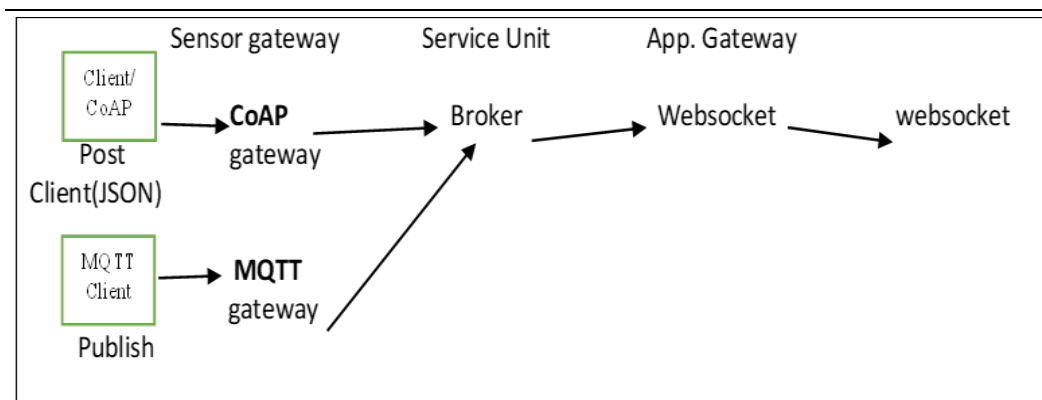 Sensor gateway
Service Unit
App. Gateway
Client/
CoAP
CoAP
gateway
Broker
Websocket
websocket
Post
Client(JSON)
MQTT
Client
MQTT
gateway
Publish